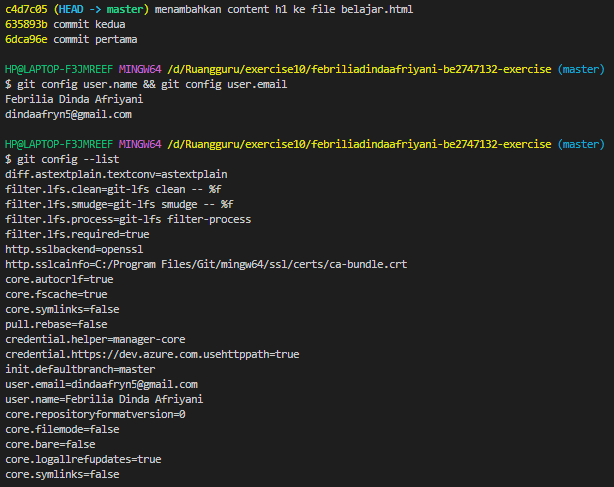 c4d7c05 (HEAD -> master) menambahkan content h1 ke file belajar.html
635893b commit kedua
6dca96e commit pertama
HP@LAPTOP-F3JMREEF MINGW64 /d/Ruangguru/exercise10/febriliadindaafriyani-be2747132-exercise (master)
$ git config user.name && git config user.email
Febrilia Dinda Afriyani
dindaafryn5@gmail.com
HP@LAPTOP-F3JMREEF MINGW64 /d/Ruangguru/exercise10/febriliadindaafriyani-be2747132-exercise (master)
$ git config --list
diff.astextplain.textconv=astextplain
filter.lfs.clean=git-lfs clean -- %f
filter.lfs.smudge=git-lfs smudge -- %f
filter.lfs.process=git-lfs filter-process
filter.lfs.required=true
http.sslbackend=openssl
http.sslcainfo=C:/Program Files/Git/mingw64/ssl/certs/ca-bundle.crt
core.autocrlf=true
core.fscache=true
core.symlinks=false
pull.rebase=false
credential.helper=manager-core
credential.https://dev.azure.com.usehttppath=true
init.defaultbranch=master
user.email=dindaafryn5@gmail.com
user.name=Febrilia Dinda Afriyani
core.repositoryformatversion=0
core.filemode=false
core.bare=false
core.logallrefupdates=true
core.symlinks=false